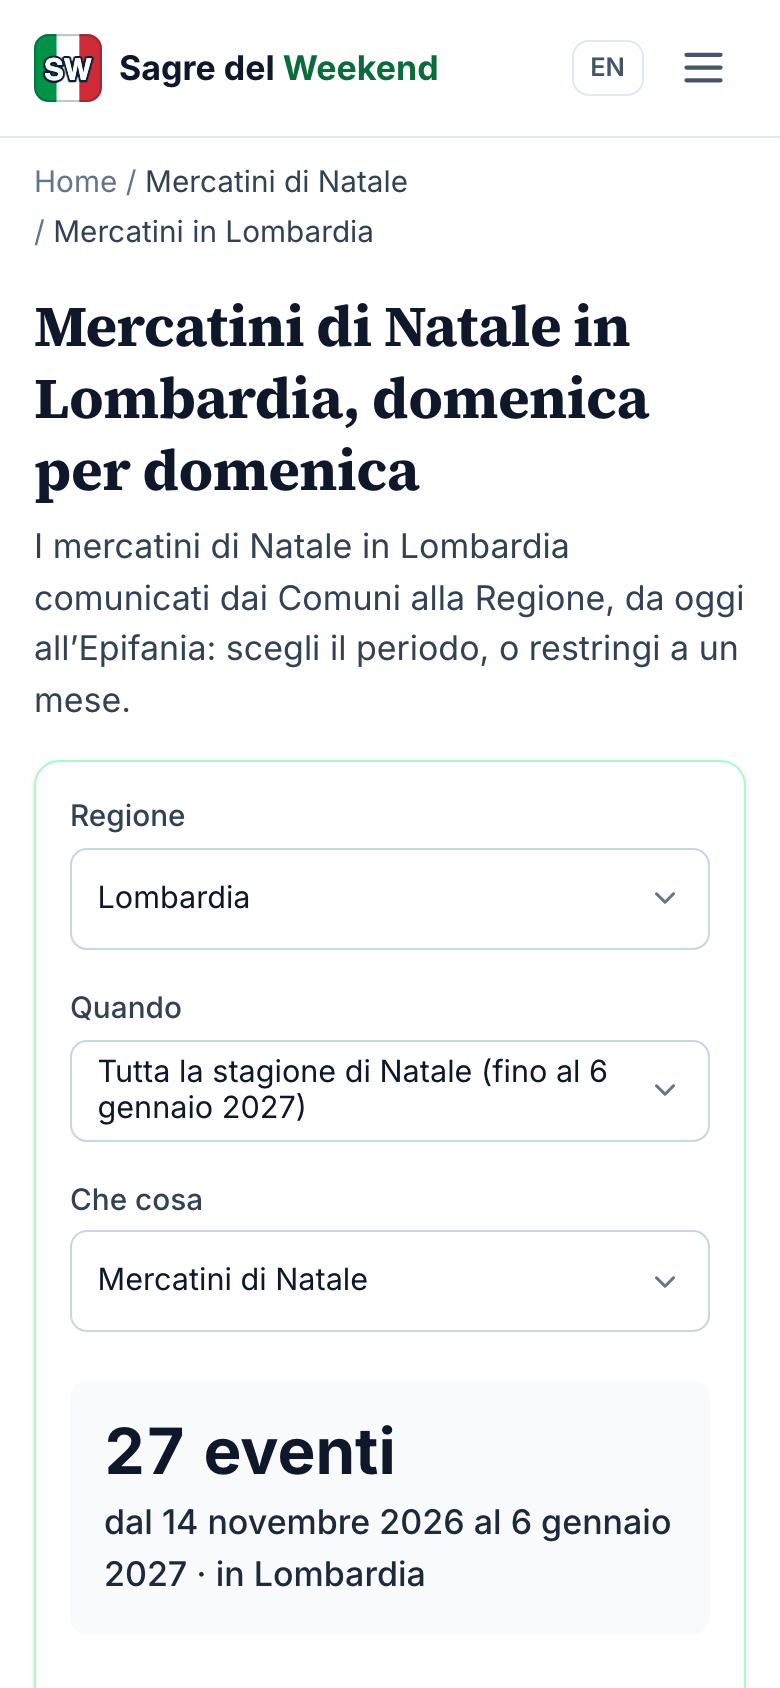 SW Sagre del Weekend
EN
Home / Mercatini di Natale
/ Mercatini in Lombardia
Mercatini di Natale in
Lombardia, domenica
per domenica
I mercatini di Natale in Lombardia
comunicati dai Comuni alla Regione, da oggi
all’Epifania: scegli il periodo, o restringi a un
mese.
Regione
Lombardia
Quando
Tutta la stagione di Natale (fino al 6
gennaio 2027)
Che cosa
Mercatini di Natale
27 eventi
dal 14 novembre 2026 al 6 gennaio
2027 · in Lombardia